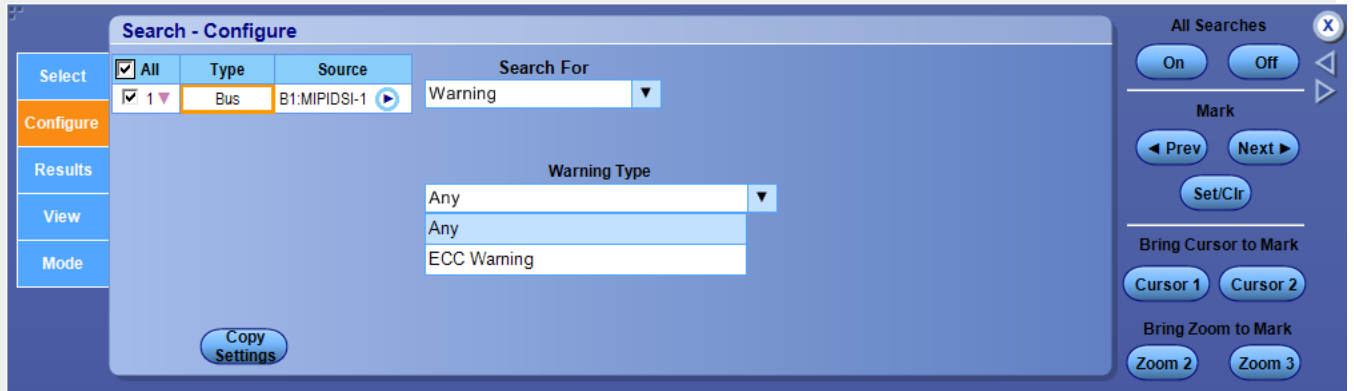 Search - Configure
Select
Configure
Results
View
Mode
All Type Source
1 Bus B1:MIPIDSI-1
Search For
Warning
Warning Type
Any
Any
ECC Warning
Copy
Settings
All Searches
X
On Off
Mark
Prev Next
Set/Clr
Bring Cursor to Mark
Cursor 1 Cursor 2
Bring Zoom to Mark
Zoom 2 Zoom 3